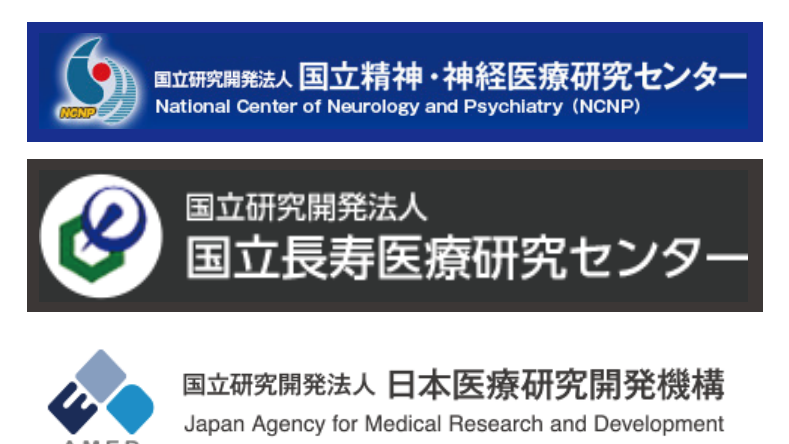 国立研究開発法人 国立精神・神経医療研究センター
National Center of Neurology and Psychiatry (NCNP)
NCNP
国立研究開発法人
国立長寿医療研究センター
国立研究開発法人 日本医療研究開発機構
Japan Agency for Medical Research and Development
AMED